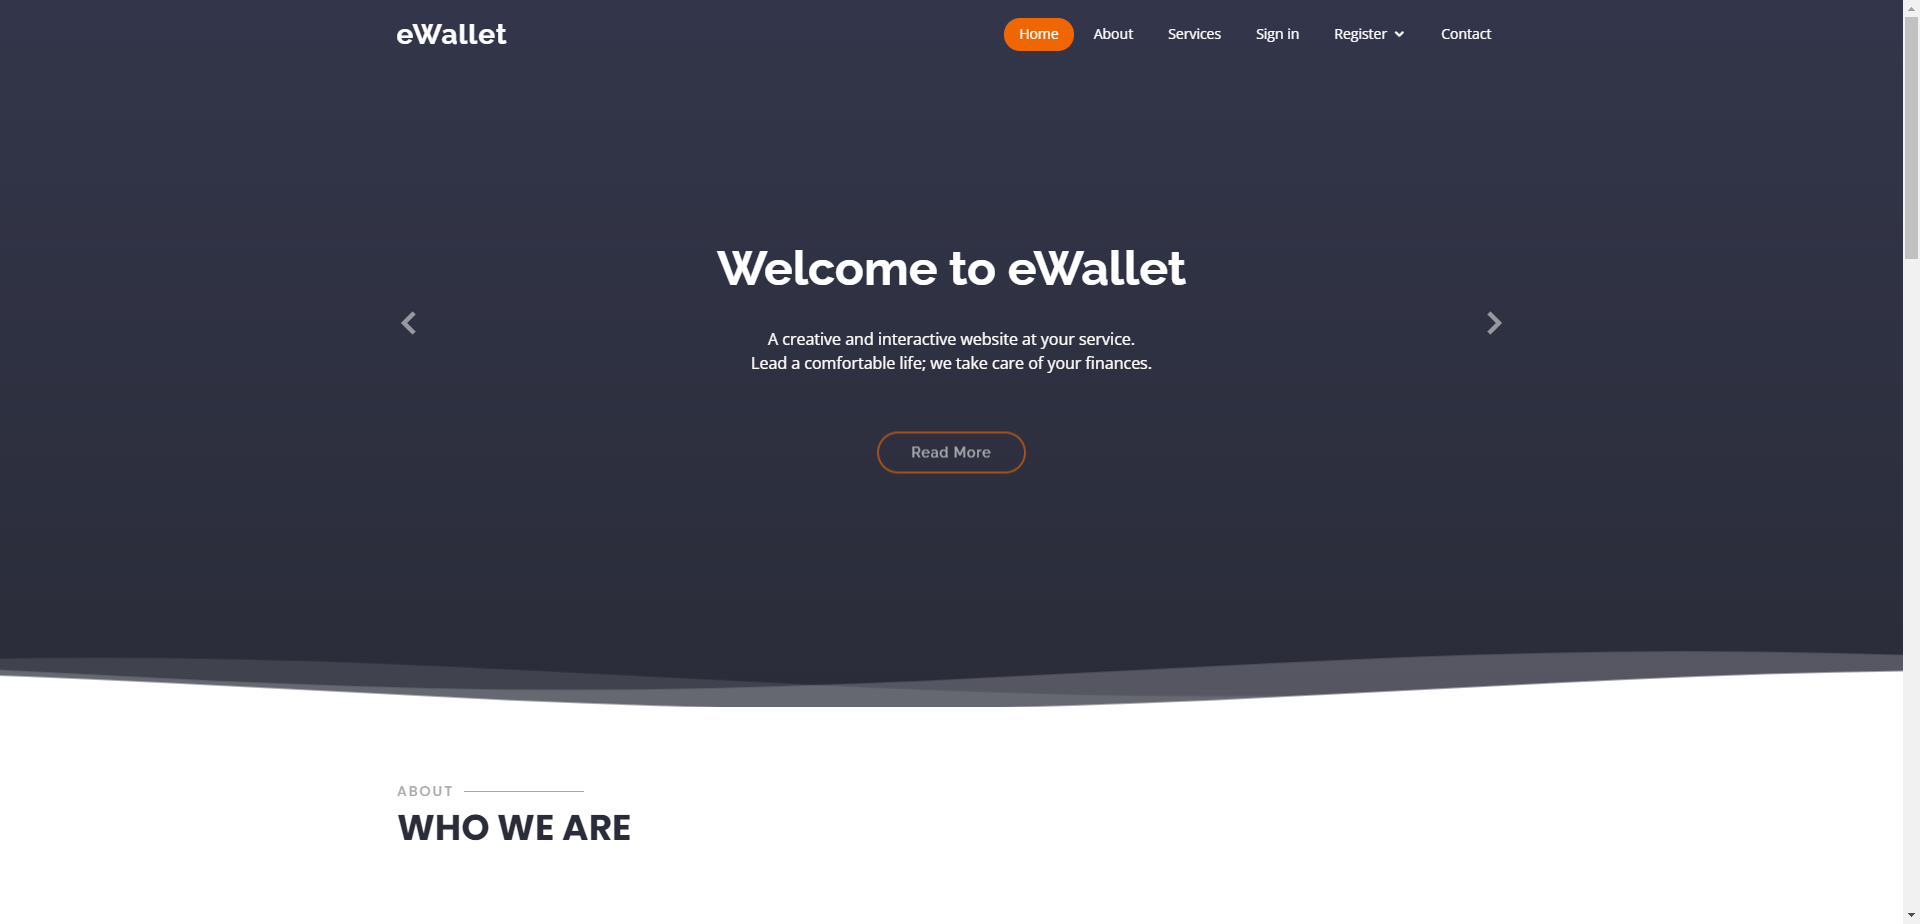 eWallet
Home About Services Sign in Register Contact
Welcome to eWallet
A creative and interactive website at your service.
Lead a comfortable life; we take care of your finances.
Read More
ABOUT
WHO WE ARE